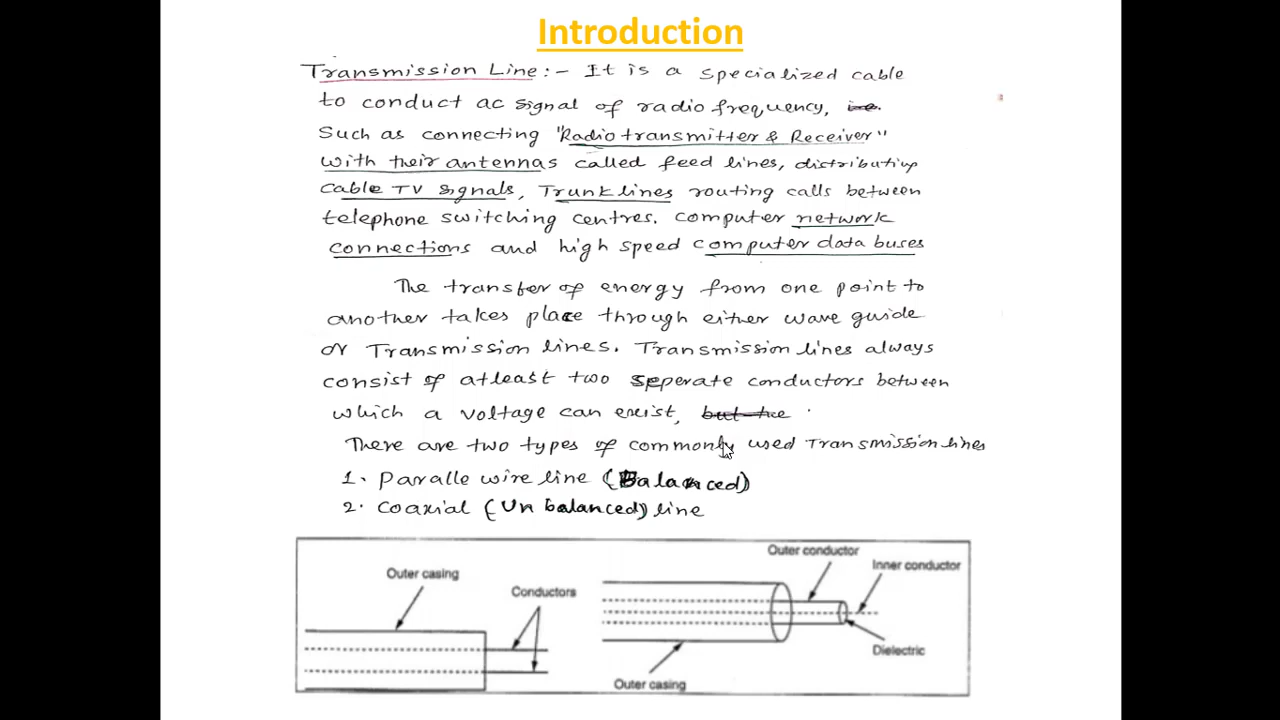 Introduction
Transmission Line:- It is a specialized cable
to conduct ac signal of radio frequency, i.e.
Such as connecting "Radio transmitter & Receiver"
with their antennas called feed lines, distributing
cable TV signals, Trunk lines routing calls between
telephone switching centres. computer network
connections and high speed computer data buses
The transfer of energy from one point to
another takes place through either wave guide
or Transmission lines. Transmission lines always
consist of atleast two seperate conductors between
which a voltage can exist, but the
There are two types of commonly used Transmission lines
1. Paralle wire line (Balanced)
2. Coaxial (Un balanced) line
Outer casing
Conductors
Outer conductor
Inner conductor
Dielectric
Outer casing